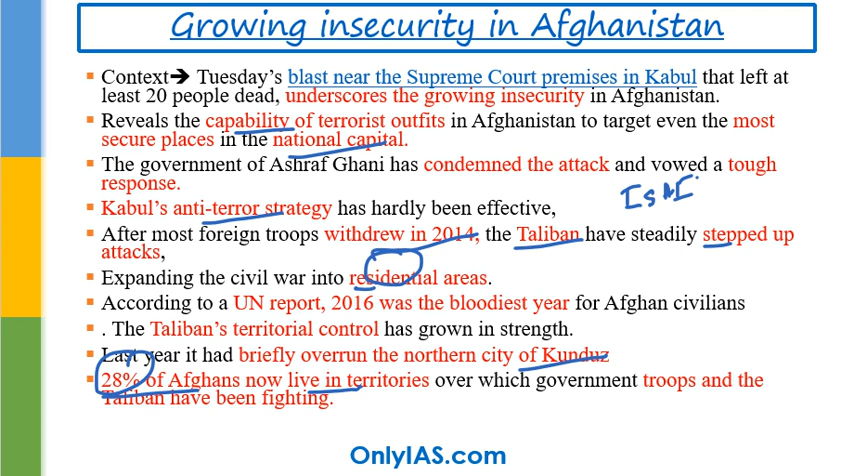 Growing insecurity in Afghanistan
▪ Context➔ Tuesday's blast near the Supreme Court premises in Kabul that left at
least 20 people dead, underscores the growing insecurity in Afghanistan.
▪ Reveals the capability of terrorist outfits in Afghanistan to target even the most
secure places in the national capital.
▪ The government of Ashraf Ghani has condemned the attack and vowed a tough
response.
▪ Kabul's anti-terror strategy has hardly been effective,
▪ After most foreign troops withdrew in 2014, the Taliban have steadily stepped up
attacks,
▪ Expanding the civil war into residential areas.
▪ According to a UN report, 2016 was the bloodiest year for Afghan civilians
▪ . The Taliban's territorial control has grown in strength.
▪ Last year it had briefly overrun the northern city of Kunduz
▪ 28% of Afghans now live in territories over which government troops and the
Taliban have been fighting.
OnlyIAS.com